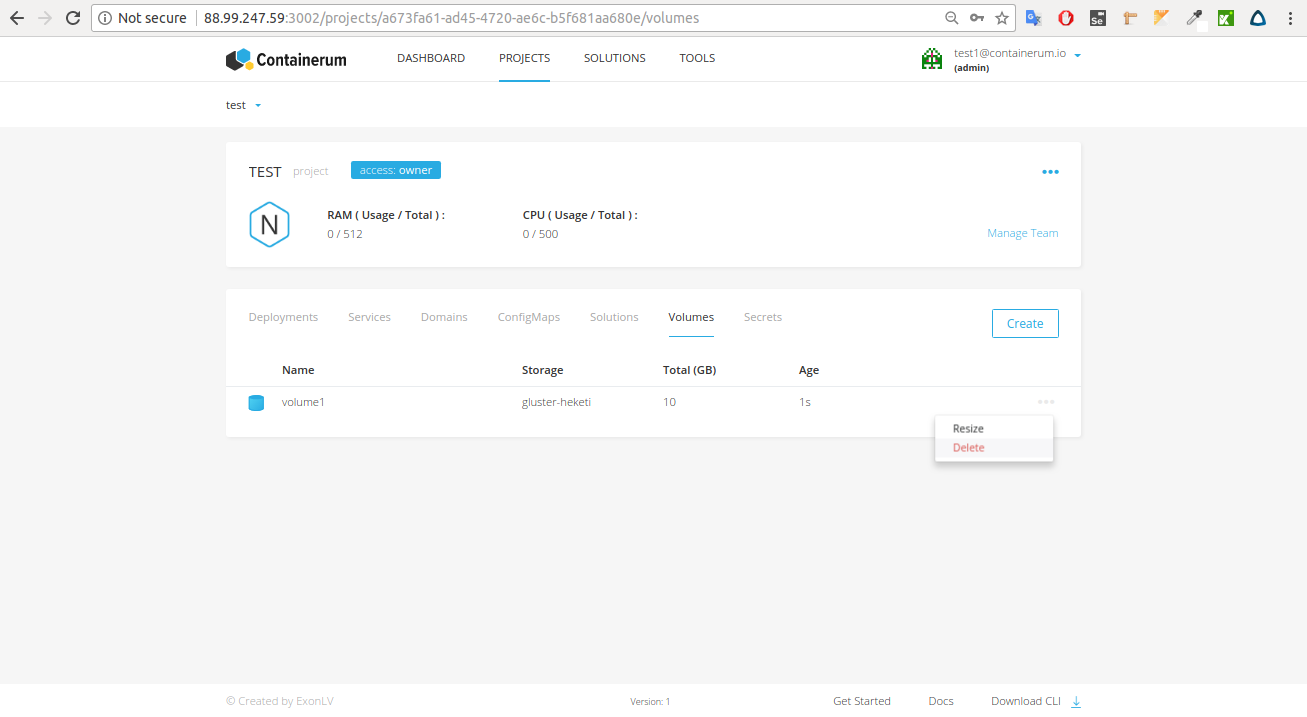 Not secure 88.99.247.59:3002/projects/a673fa61-ad45-4720-ae6c-b5f681aa680e/volumes
Se
Containerum DASHBOARD PROJECTS SOLUTIONS TOOLS test1@containerum.io
(admin)
test
TEST project access: owner
N
RAM ( Usage / Total ) : CPU ( Usage / Total ) :
0 / 512 0 / 500
Manage Team
Deployments Services Domains ConfigMaps Solutions Volumes Secrets Create
Name Storage Total (GB) Age
volume1 gluster-heketi 10 1s
Resize
Delete
© Created by ExonLV Version: 1 Get Started Docs Download CLI